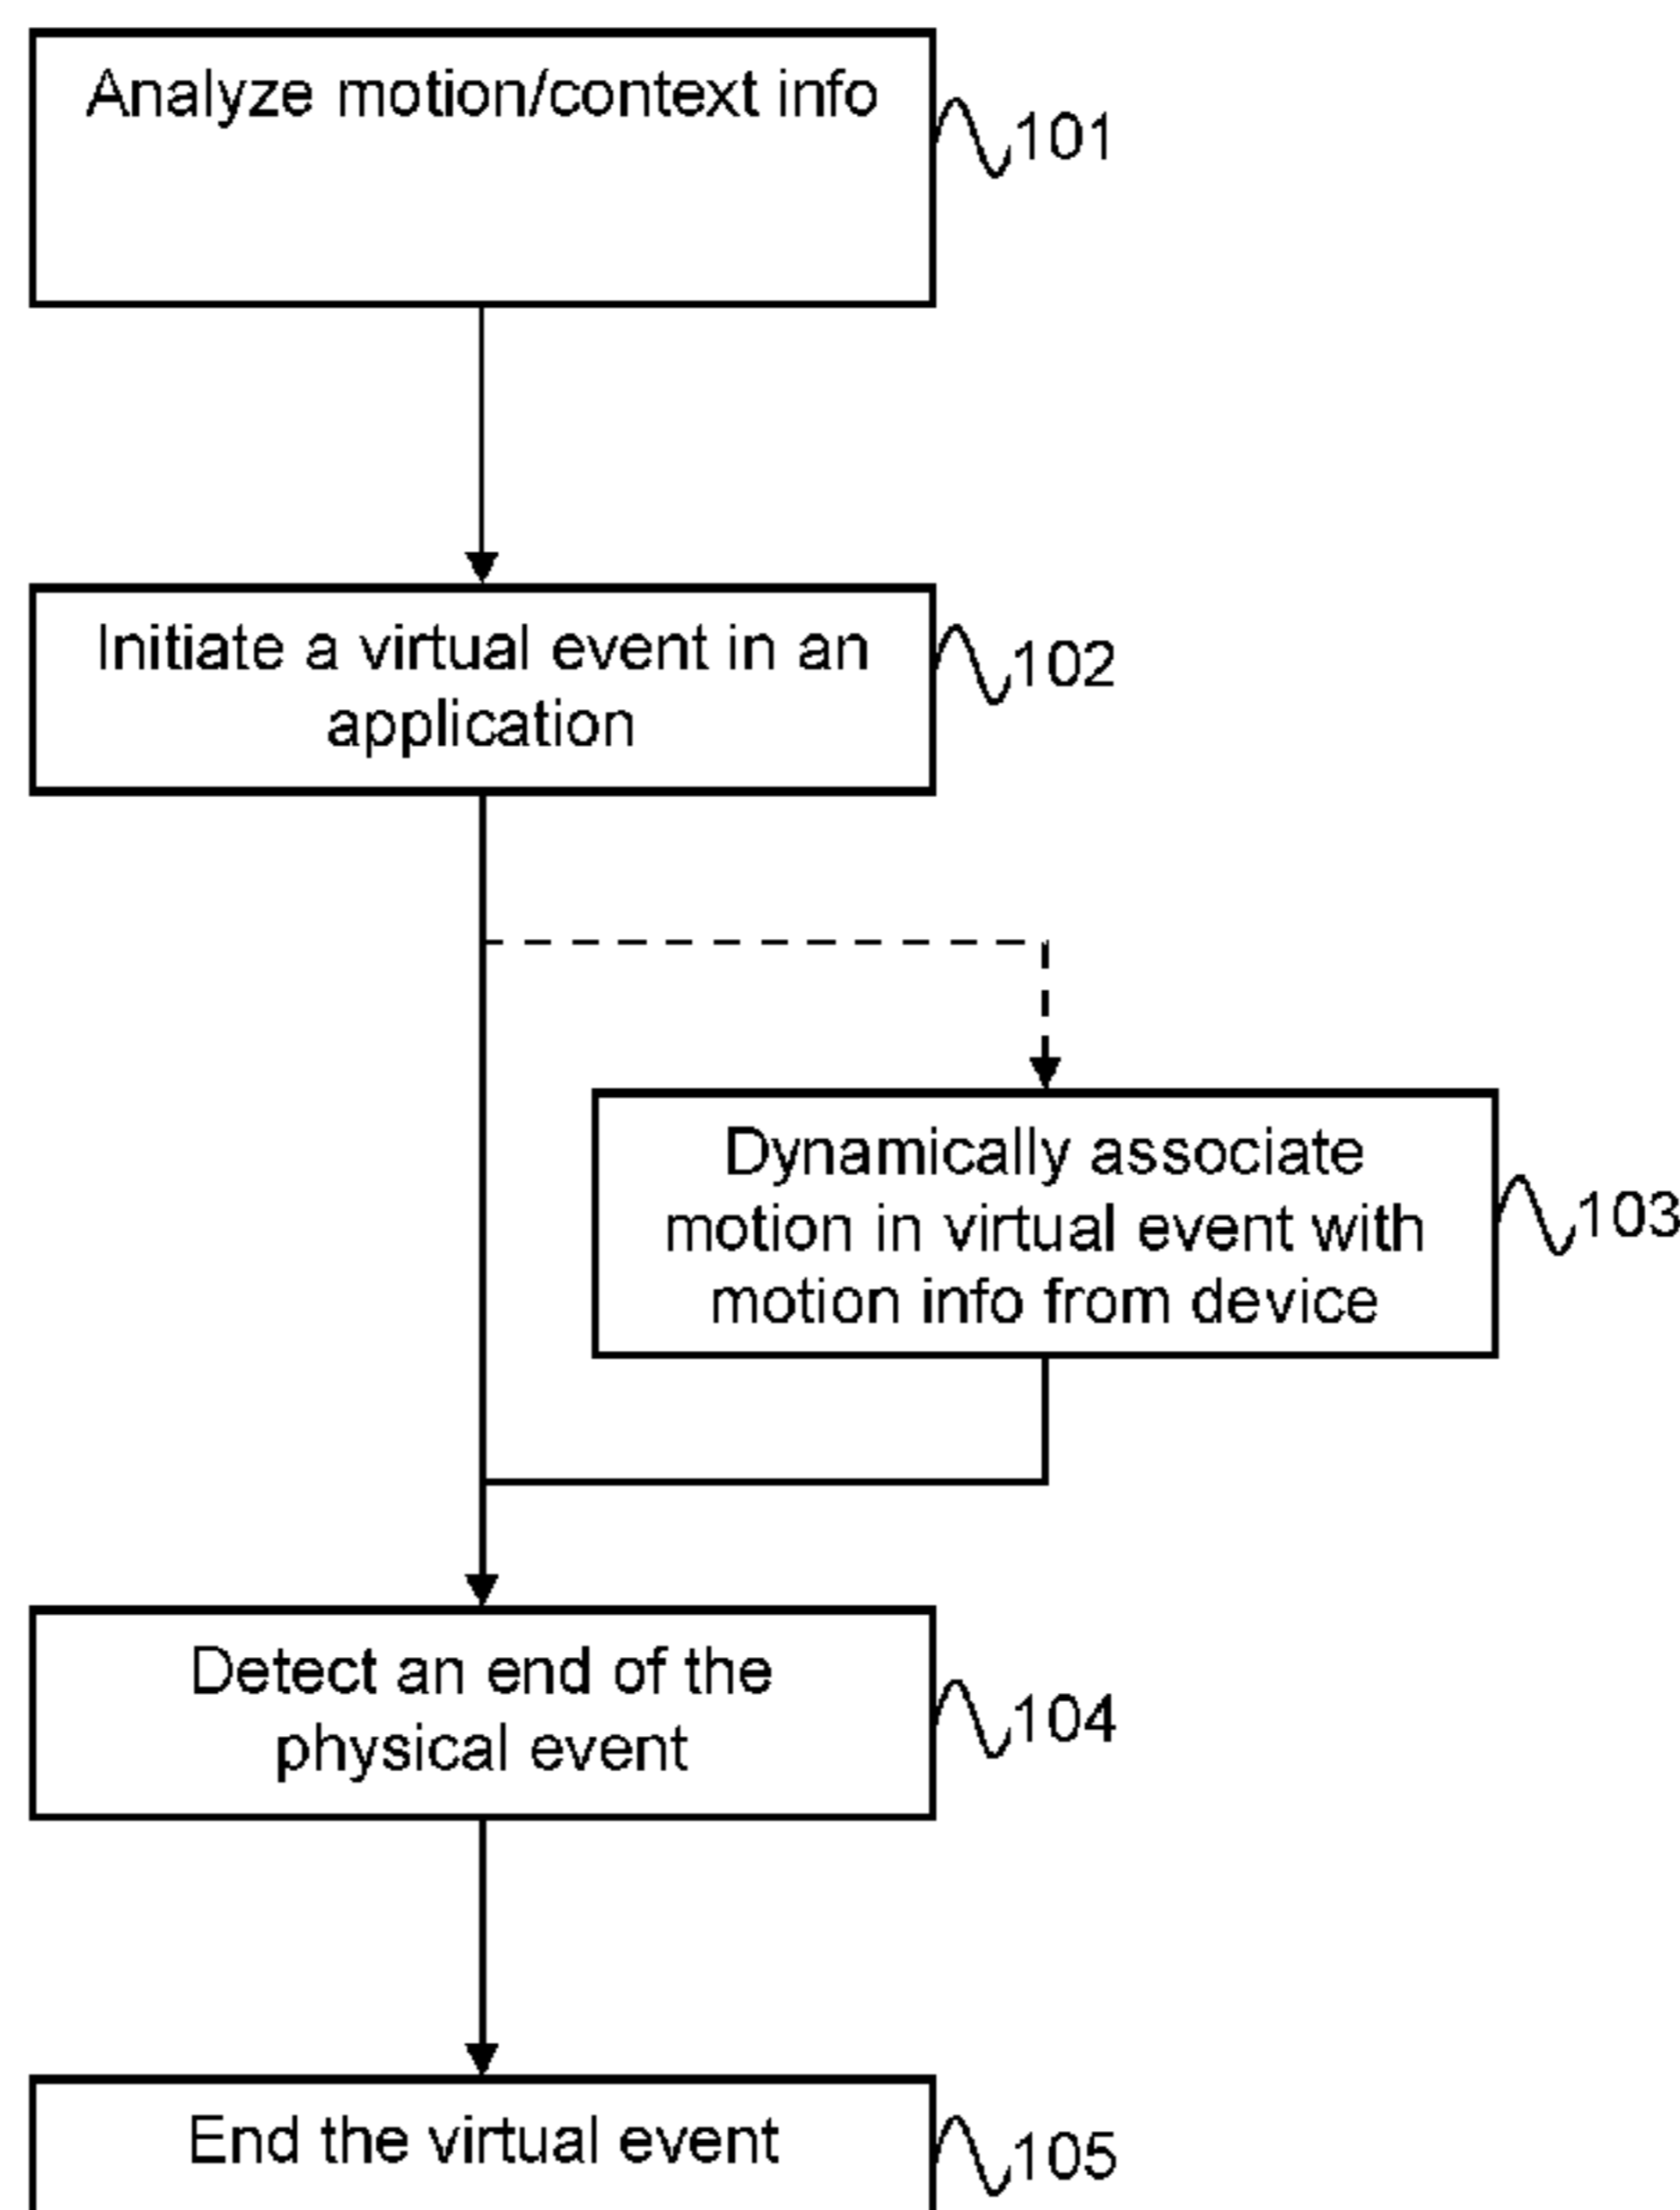 Analyze motion/context info
101
Initiate a virtual event in an
application
102
Dynamically associate
motion in virtual event with
motion info from device
103
Detect an end of the
physical event
104
End the virtual event
105